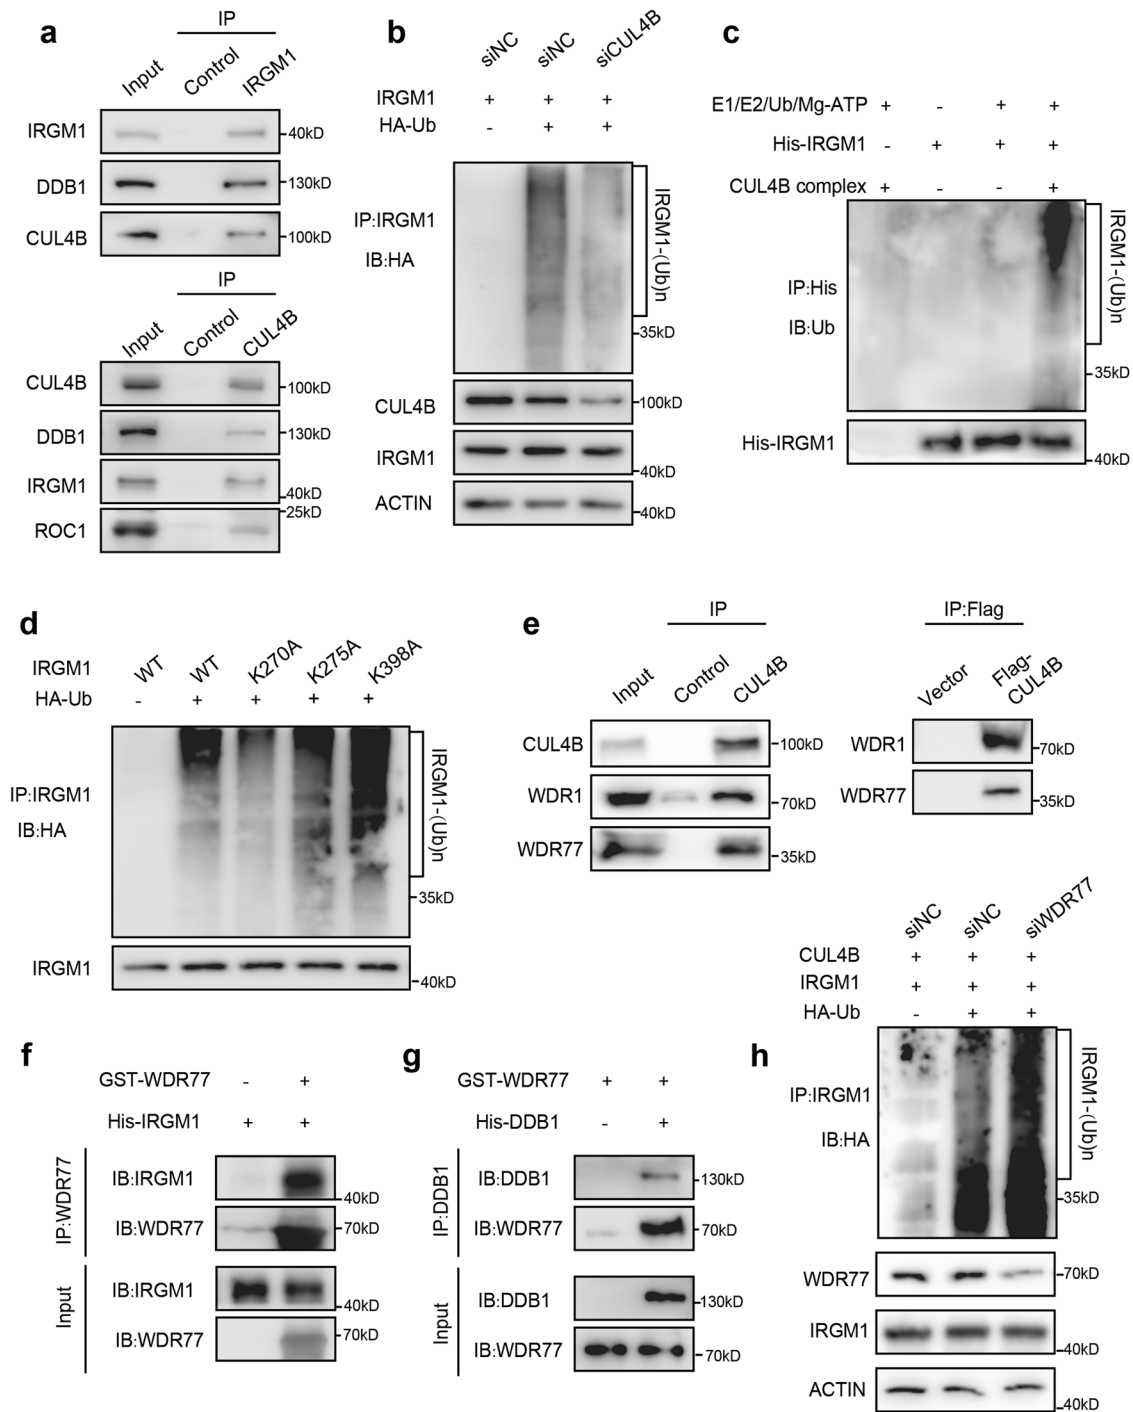 a
IP
Input
Control
IRGM1
IRGM1
40kD
DDB1
130kD
CUL4B
100kD
IP
Input
Control
CUL4B
CUL4B
100kD
DDB1
130kD
IRGM1
40kD
25kD
ROC1
b
siNC
siNC
siCUL4B
IRGM1 + + +
HA-Ub - + +
IP:IRGM1
IB:HA
IRGM1-(Ub)n
35kD
CUL4B
100kD
IRGM1
40kD
ACTIN
40kD
c
E1/E2/Ub/Mg-ATP + - + +
His-IRGM1 - + + +
CUL4B complex + - - +
IP:His
IB:Ub
IRGM1-(Ub)n
35kD
His-IRGM1
40kD
d
IRGM1 WT WT K270A K275A K398A
HA-Ub - + + + +
IP:IRGM1
IB:HA
IRGM1-(Ub)n
35kD
IRGM1
40kD
e
IP
Input
Control
CUL4B
CUL4B
100kD
WDR1
70kD
WDR77
35kD
IP:Flag
Vector
Flag-
CUL4B
WDR1
70kD
WDR77
35kD
f
GST-WDR77 - +
His-IRGM1 + +
IP:WDR77
IB:IRGM1
40kD
IB:WDR77
70kD
Input
IB:IRGM1
40kD
IB:WDR77
70kD
g
GST-WDR77 + +
His-DDB1 - +
IP:DDB1
IB:DDB1
130kD
IB:WDR77
70kD
Input
IB:DDB1
130kD
IB:WDR77
70kD
h
siNC
siNC
siWDR77
CUL4B + + +
IRGM1 + + +
HA-Ub - + +
IP:IRGM1
IB:HA
IRGM1-(Ub)n
35kD
WDR77
70kD
IRGM1
40kD
ACTIN
40kD